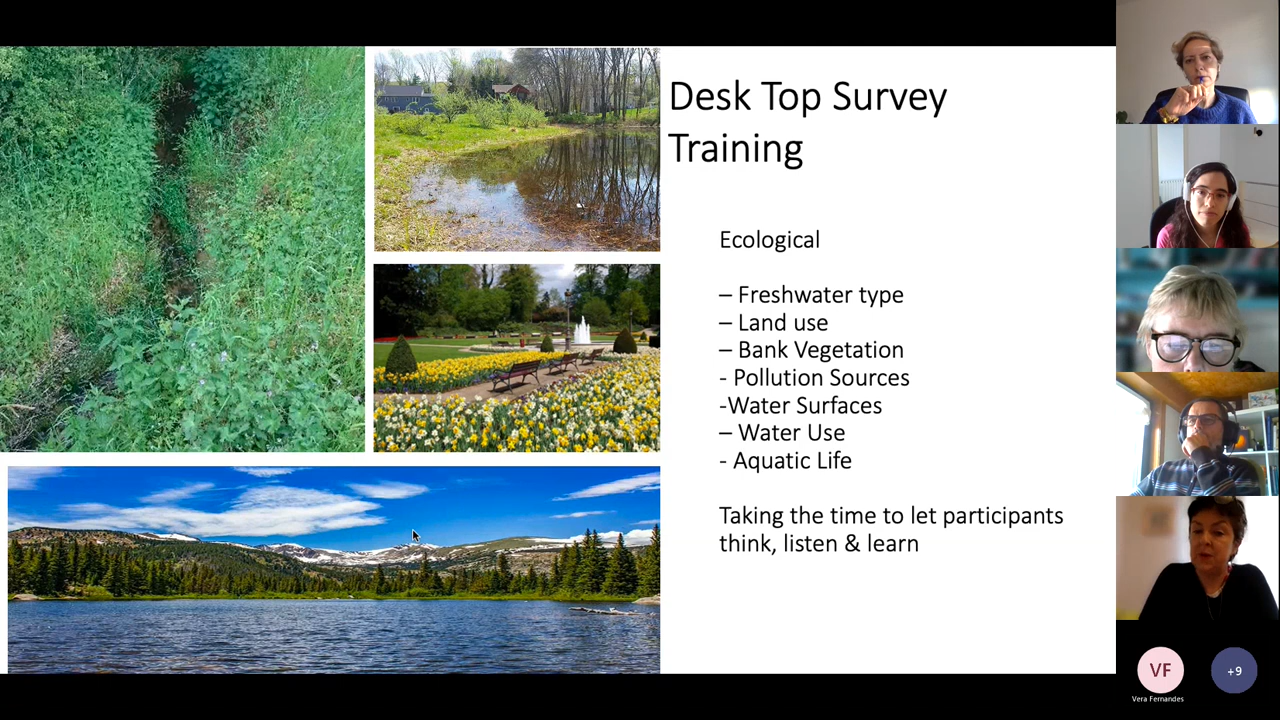 Desk Top Survey
Training
Ecological
– Freshwater type
– Land use
– Bank Vegetation
- Pollution Sources
-Water Surfaces
– Water Use
- Aquatic Life
Taking the time to let participants
think, listen & learn
VF
+9
Vera Fernandes